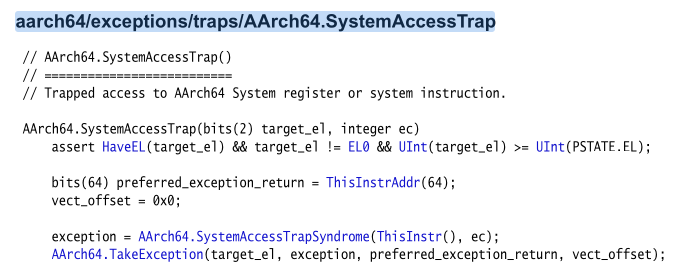 aarch64/exceptions/traps/AArch64.SystemAccessTrap
// AArch64.SystemAccessTrap()
// ==========================
// Trapped access to AArch64 System register or system instruction.
AArch64.SystemAccessTrap(bits(2) target_el, integer ec)
assert HaveEL(target_el) && target_el != EL0 && UInt(target_el) >= UInt(PSTATE.EL);
bits(64) preferred_exception_return = ThisInstrAddr(64);
vect_offset = 0x0;
exception = AArch64.SystemAccessTrapSyndrome(ThisInstr(), ec);
AArch64.TakeException(target_el, exception, preferred_exception_return, vect_offset);